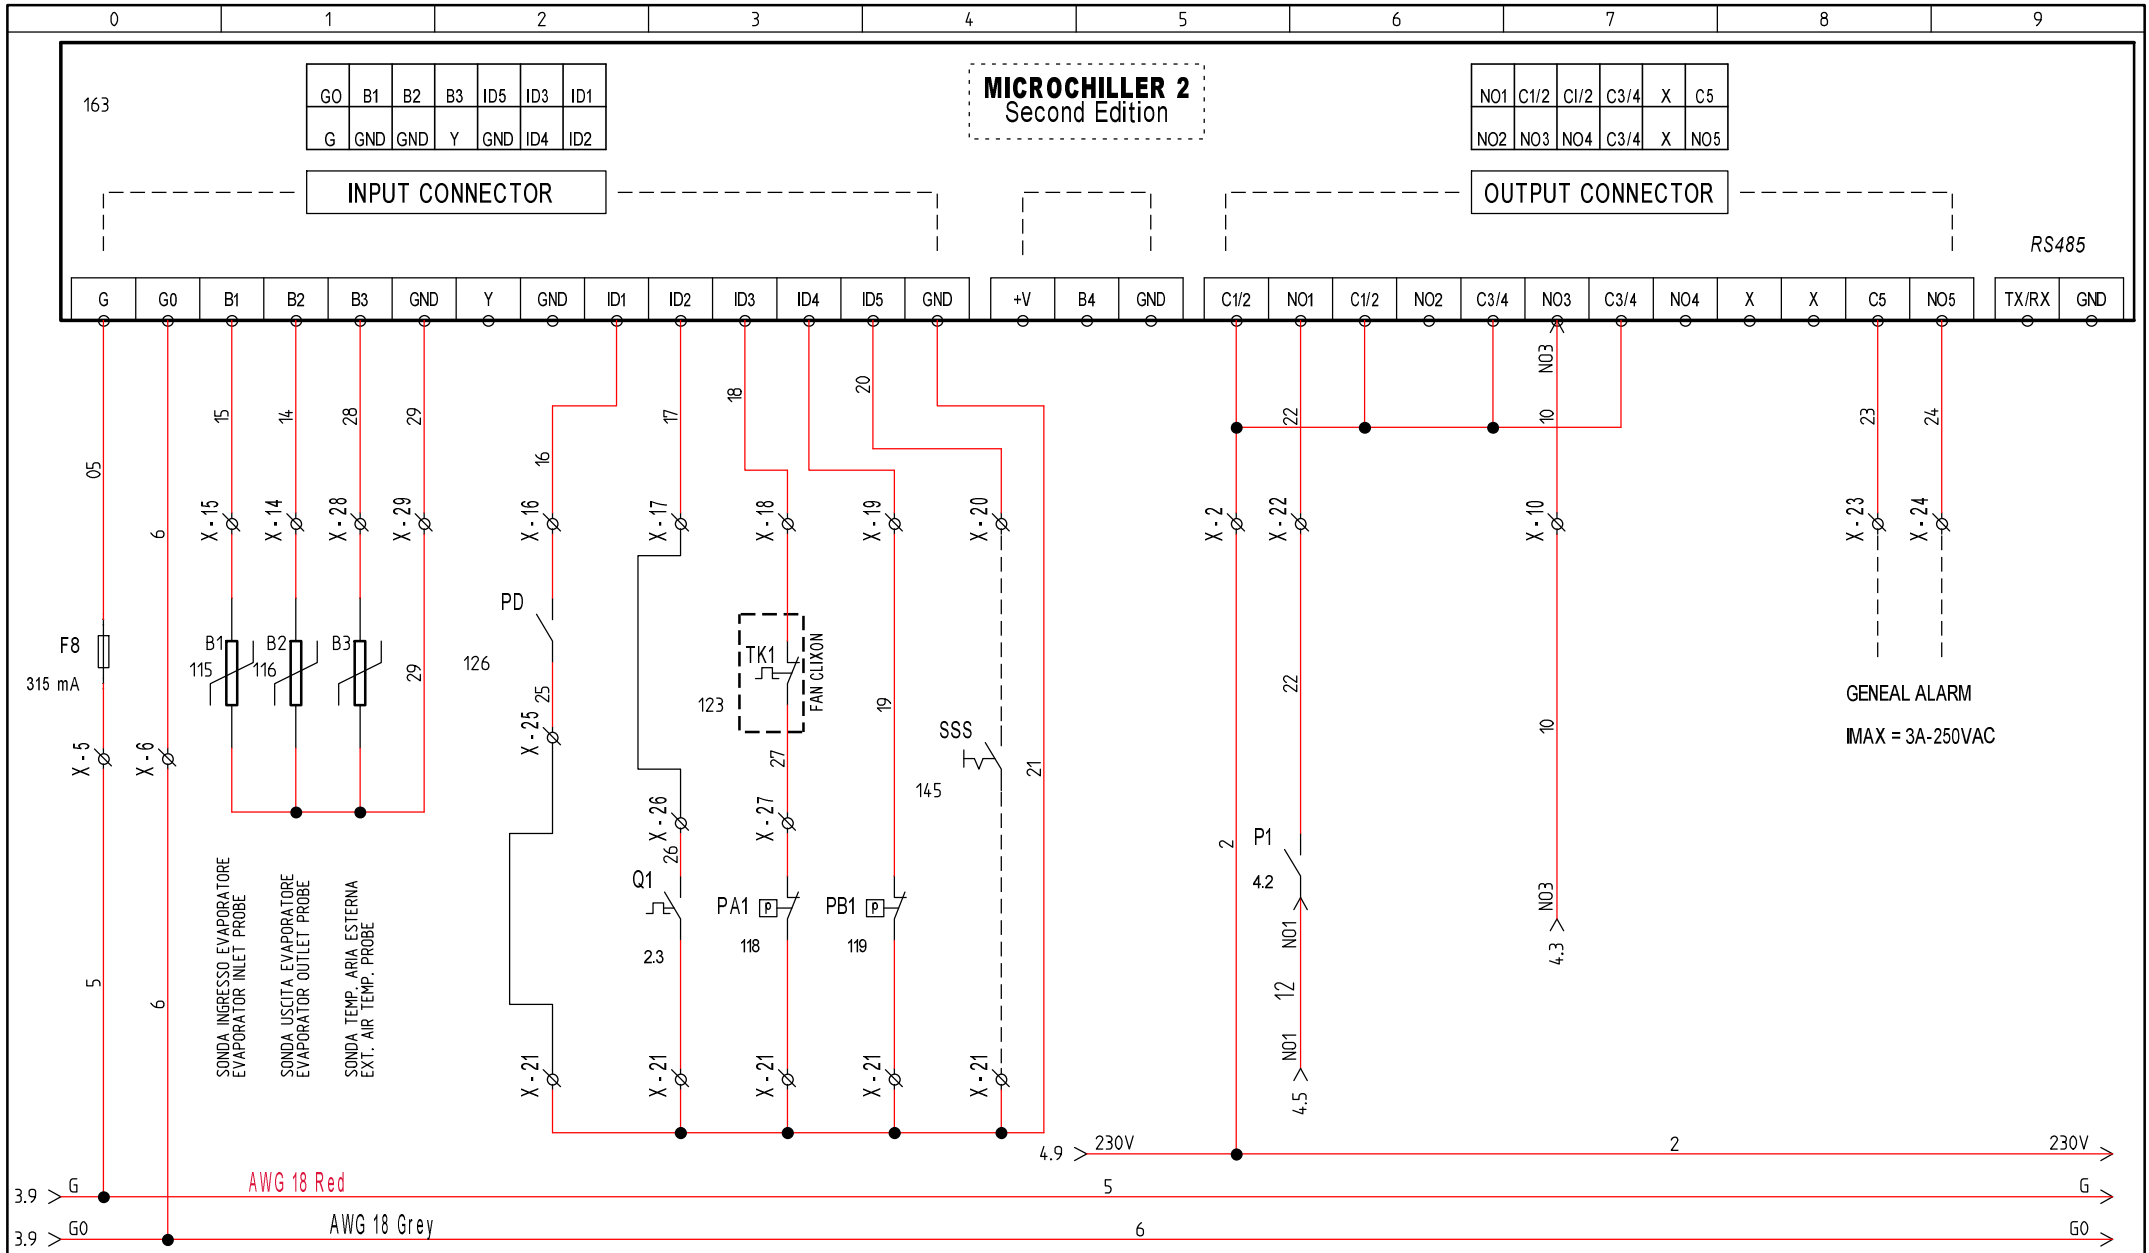 0 1 2 3 4 5 6 7 8 9
163
G0 B1 B2 B3 ID5 ID3 ID1
G GND GND Y GND ID4 ID2
MICROCHILLER 2
Second Edition
NO1 C1/2 CI/2 C3/4 X C5
NO2 NO3 NO4 C3/4 X NO5
INPUT CONNECTOR
OUTPUT CONNECTOR
RS485
G G0 B1 B2 B3 GND Y GND ID1 ID2 ID3 ID4 ID5 GND +V B4 GND C1/2 NO1 C1/2 NO2 C3/4 NO3 C3/4 NO4 X X C5 NO5 TX/RX GND
NO3
15 14 28 29 17 18 20 22 10 23 24
05 16
6
X - 15 X - 14 X - 28 X - 29 X - 16 X - 17 X - 18 X - 19 X - 20 X - 2 X - 22 X - 10 X - 23 X - 24
PD
F8
315 mA
B1
115
B2
116
B3
29
126
25
TK1
FAN CLIXON
123
19
22
10
GENEAL ALARM
IMAX = 3A-250VAC
SSS
145
21
X - 5 X - 6 X - 25
27
X - 26 X - 27
26
2
P1
4.2
Q1
2.3
PA1 P
118
PB1 P
119
NO1
12
NO1
4.5
NO3
4.3
5
6
SONDA INGRESSO EVAPORATORE
EVAPORATOR INLET PROBE
SONDA USCITA EVAPORATORE
EVAPORATOR OUTLET PROBE
SONDA TEMP. ARIA ESTERNA
EXT. AIR TEMP. PROBE
X - 21 X - 21 X - 21 X - 21 X - 21
4.9 230V 2 230V
3.9 G AWG 18 Red 5 G
3.9 G0 AWG 18 Grey 6 G0